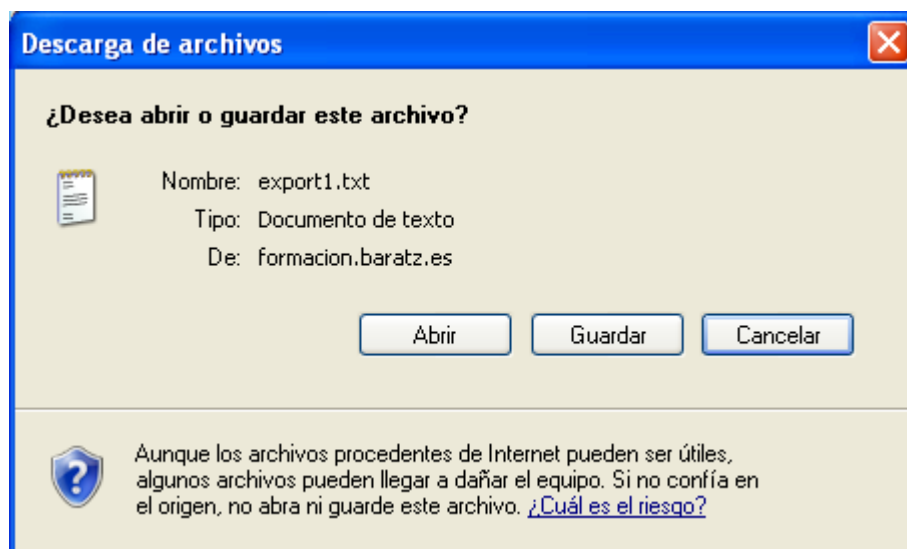 Descarga de archivos
¿Desea abrir o guardar este archivo?
Nombre: export1.txt
Tipo: Documento de texto
De: formacion.baratz.es
Abrir Guardar Cancelar
Aunque los archivos procedentes de Internet pueden ser útiles,
algunos archivos pueden llegar a dañar el equipo. Si no confía en
el origen, no abra ni guarde este archivo. ¿Cuál es el riesgo?